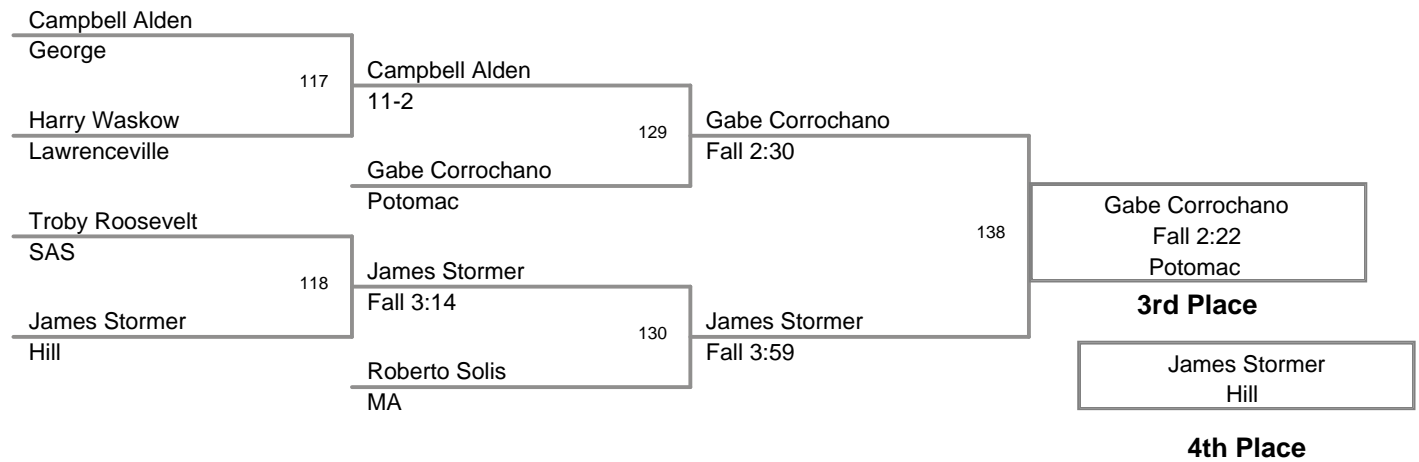 Campbell Alden
George
117
Harry Waskow
Lawrenceville
Troby Roosevelt
SAS
118
James Stormer
Hill
Campbell Alden
11-2
129
Gabe Corrochano
Potomac
James Stormer
Fall 3:14
130
Roberto Solis
MA
Gabe Corrochano
Fall 2:30
138
James Stormer
Fall 3:59
Gabe Corrochano
Fall 2:22
Potomac
3rd Place
James Stormer
Hill
4th Place